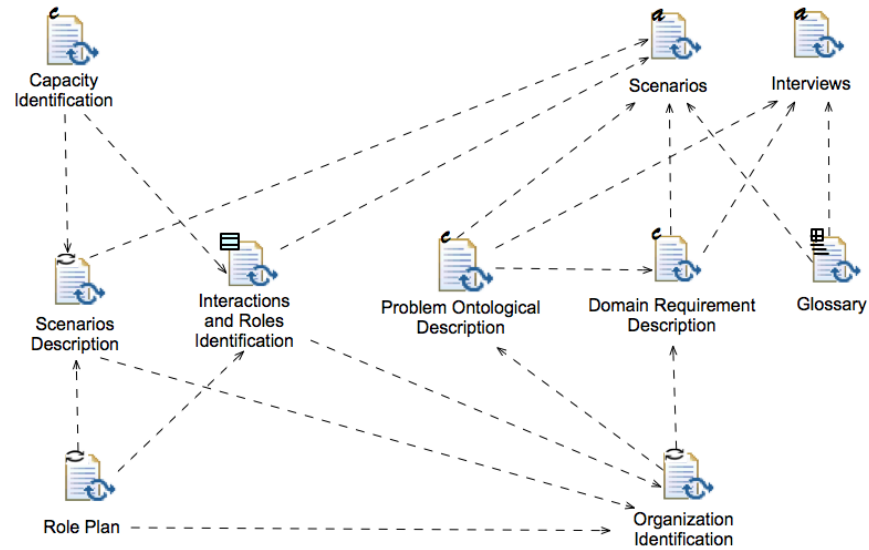 c
a
a
Capacity
Identification
Scenarios
Interviews
c
c
Scenarios
Description
Interactions
and Roles
Identification
Problem Ontological
Description
Domain Requirement
Description
Glossary
Role Plan
Organization
Identification